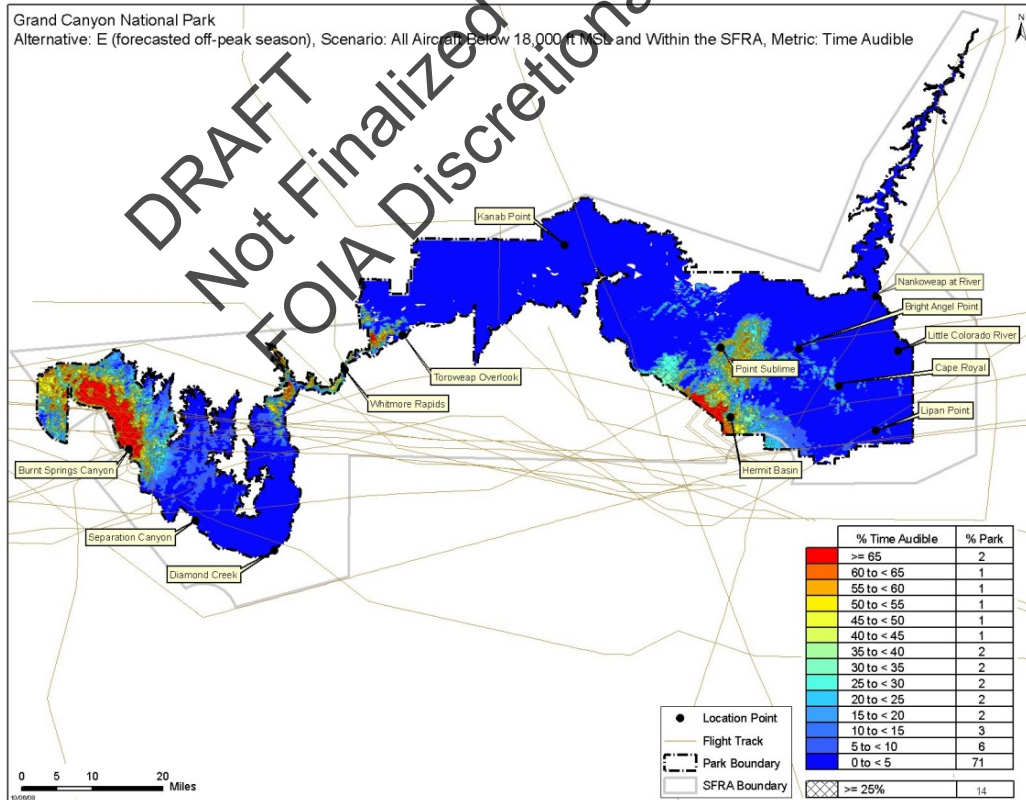 Grand Canyon National Park
Alternative: E (forecasted off-peak season), Scenario: All Aircraft Below 18,000 ft MSL and Within the SFRA, Metric: Time Audible
N
DRAFT
Not Finalized
FOIA Discretiona
Kanab Point
Nankoweap at River
Bright Angel Point
Little Colorado River
Point Sublime
Cape Royal
Toroweap Overlook
Whitmore Rapids
Lipan Point
Hermit Basin
Burnt Springs Canyon
Separation Canyon
Diamond Creek
% Time Audible % Park
>= 65 2
60 to < 65 1
55 to < 60 1
50 to < 55 1
45 to < 50 1
40 to < 45 1
35 to < 40 2
30 to < 35 2
25 to < 30 2
20 to < 25 2
15 to < 20 2
10 to < 15 3
5 to < 10 6
0 to < 5 71
>= 25% 14
Location Point
Flight Track
Park Boundary
SFRA Boundary
0 5 10 20
Miles